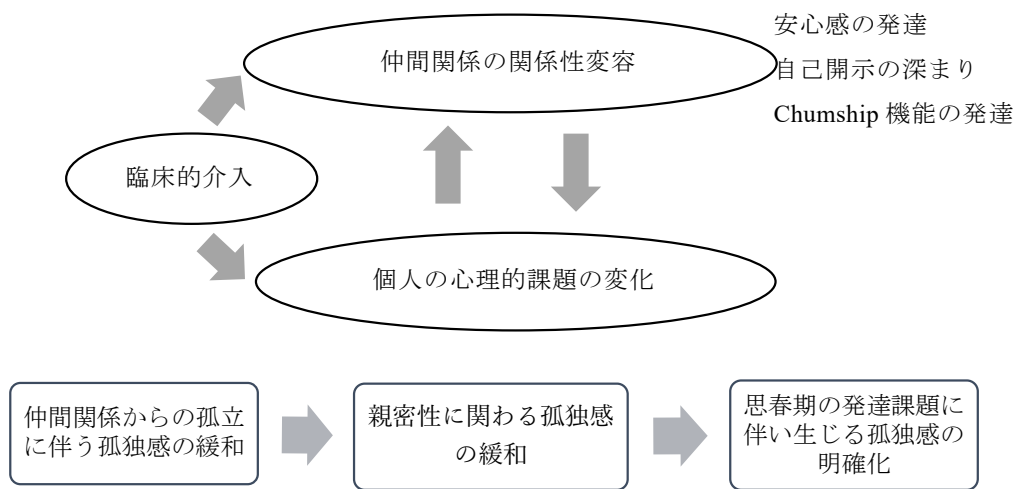 安心感の発達
仲間関係の関係性変容
自己開示の深まり
Chumship 機能の発達
臨床的介入
個人の心理的課題の変化
仲間関係からの孤立
に伴う孤独感の緩和
親密性に関わる孤独感
の緩和
思春期の発達課題に
伴い生じる孤独感の
明確化